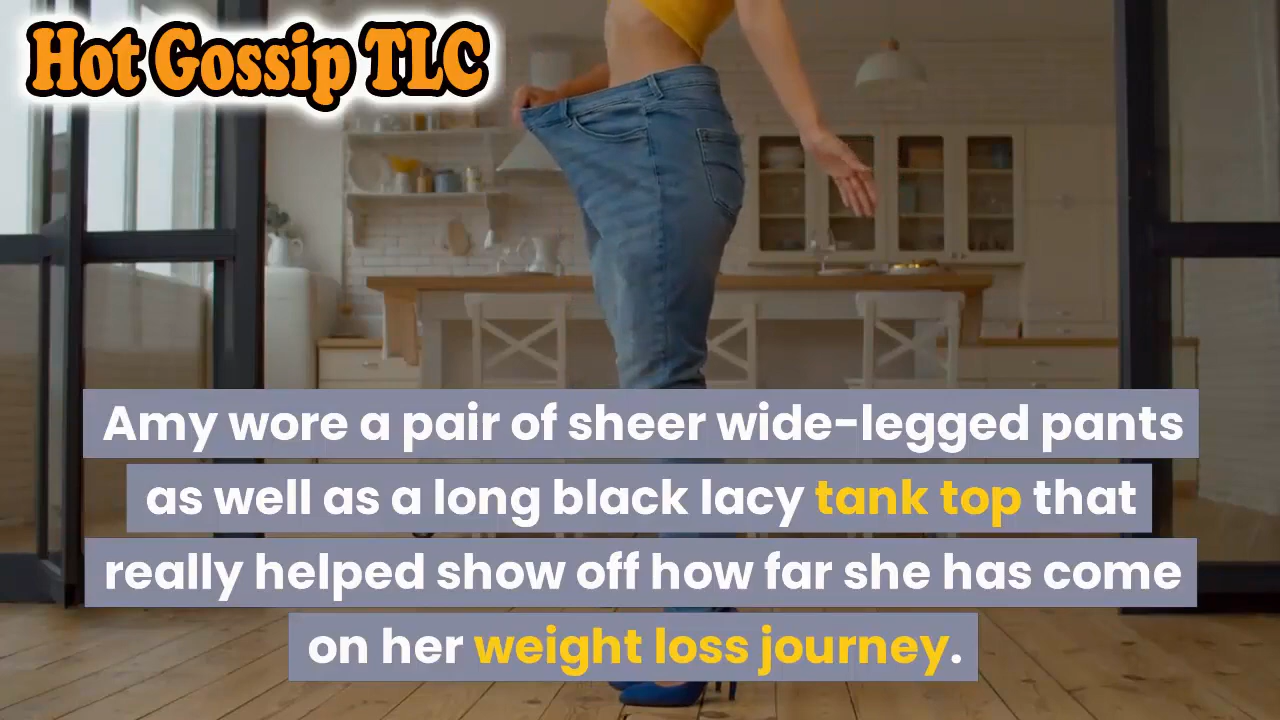 Hot Gossip TLC
Amy wore a pair of sheer wide-legged pants
as well as a long black lacy tank top that
really helped show off how far she has come
on her weight loss journey.